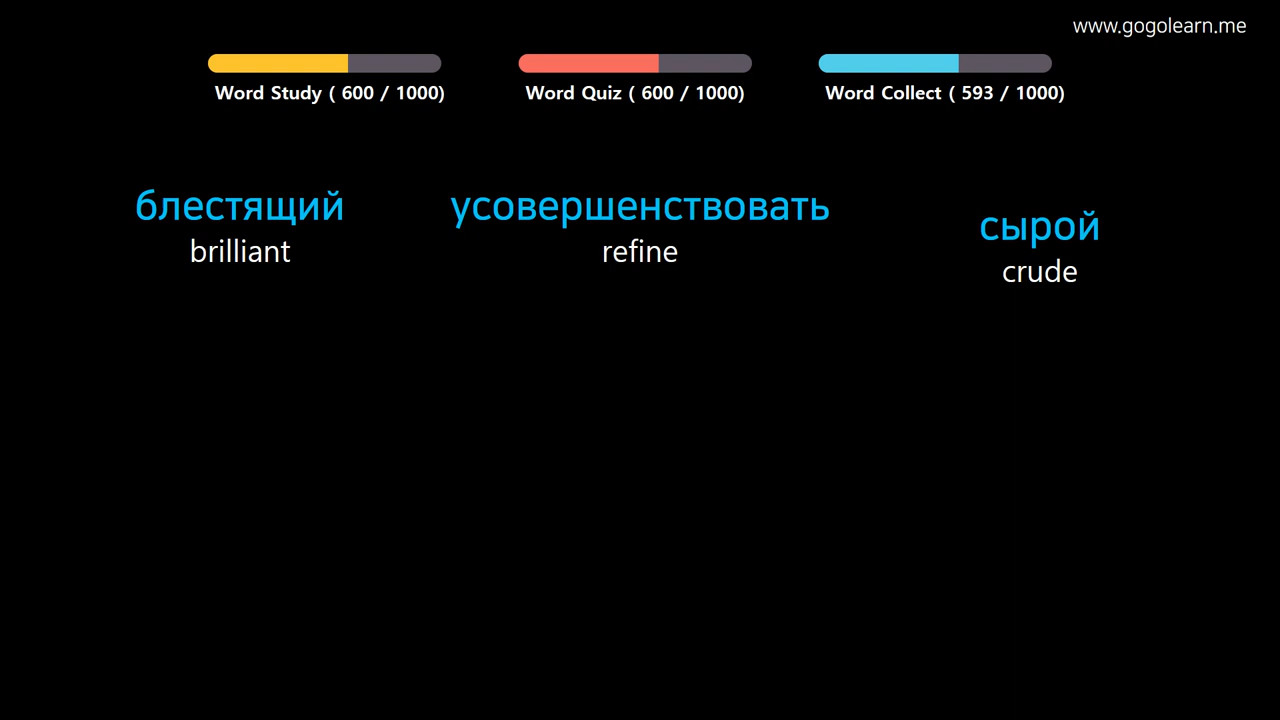 www.gogolearn.me
Word Study ( 600 / 1000)
Word Quiz ( 600 / 1000)
Word Collect ( 593 / 1000)
блестящий
brilliant
усовершенствовать
refine
сырой
crude